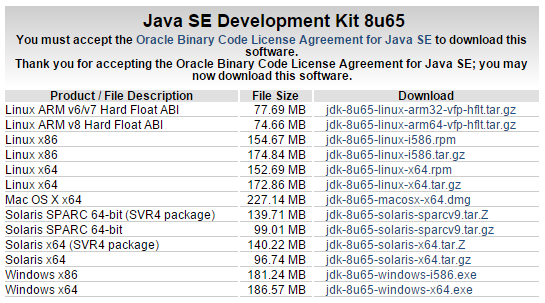 Java SE Development Kit 8u65
You must accept the Oracle Binary Code License Agreement for Java SE to download this
software.
Thank you for accepting the Oracle Binary Code License Agreement for Java SE; you may
now download this software.
Product / File Description File Size Download
Linux ARM v6/v7 Hard Float ABI 77.69 MB jdk-8u65-linux-arm32-vfp-hflt.tar.gz
Linux ARM v8 Hard Float ABI 74.66 MB jdk-8u65-linux-arm64-vfp-hflt.tar.gz
Linux x86 154.67 MB jdk-8u65-linux-i586.rpm
Linux x86 174.84 MB jdk-8u65-linux-i586.tar.gz
Linux x64 152.69 MB jdk-8u65-linux-x64.rpm
Linux x64 172.86 MB jdk-8u65-linux-x64.tar.gz
Mac OS X x64 227.14 MB jdk-8u65-macosx-x64.dmg
Solaris SPARC 64-bit (SVR4 package) 139.71 MB jdk-8u65-solaris-sparcv9.tar.Z
Solaris SPARC 64-bit 99.01 MB jdk-8u65-solaris-sparcv9.tar.gz
Solaris x64 (SVR4 package) 140.22 MB jdk-8u65-solaris-x64.tar.Z
Solaris x64 96.74 MB jdk-8u65-solaris-x64.tar.gz
Windows x86 181.24 MB jdk-8u65-windows-i586.exe
Windows x64 186.57 MB jdk-8u65-windows-x64.exe